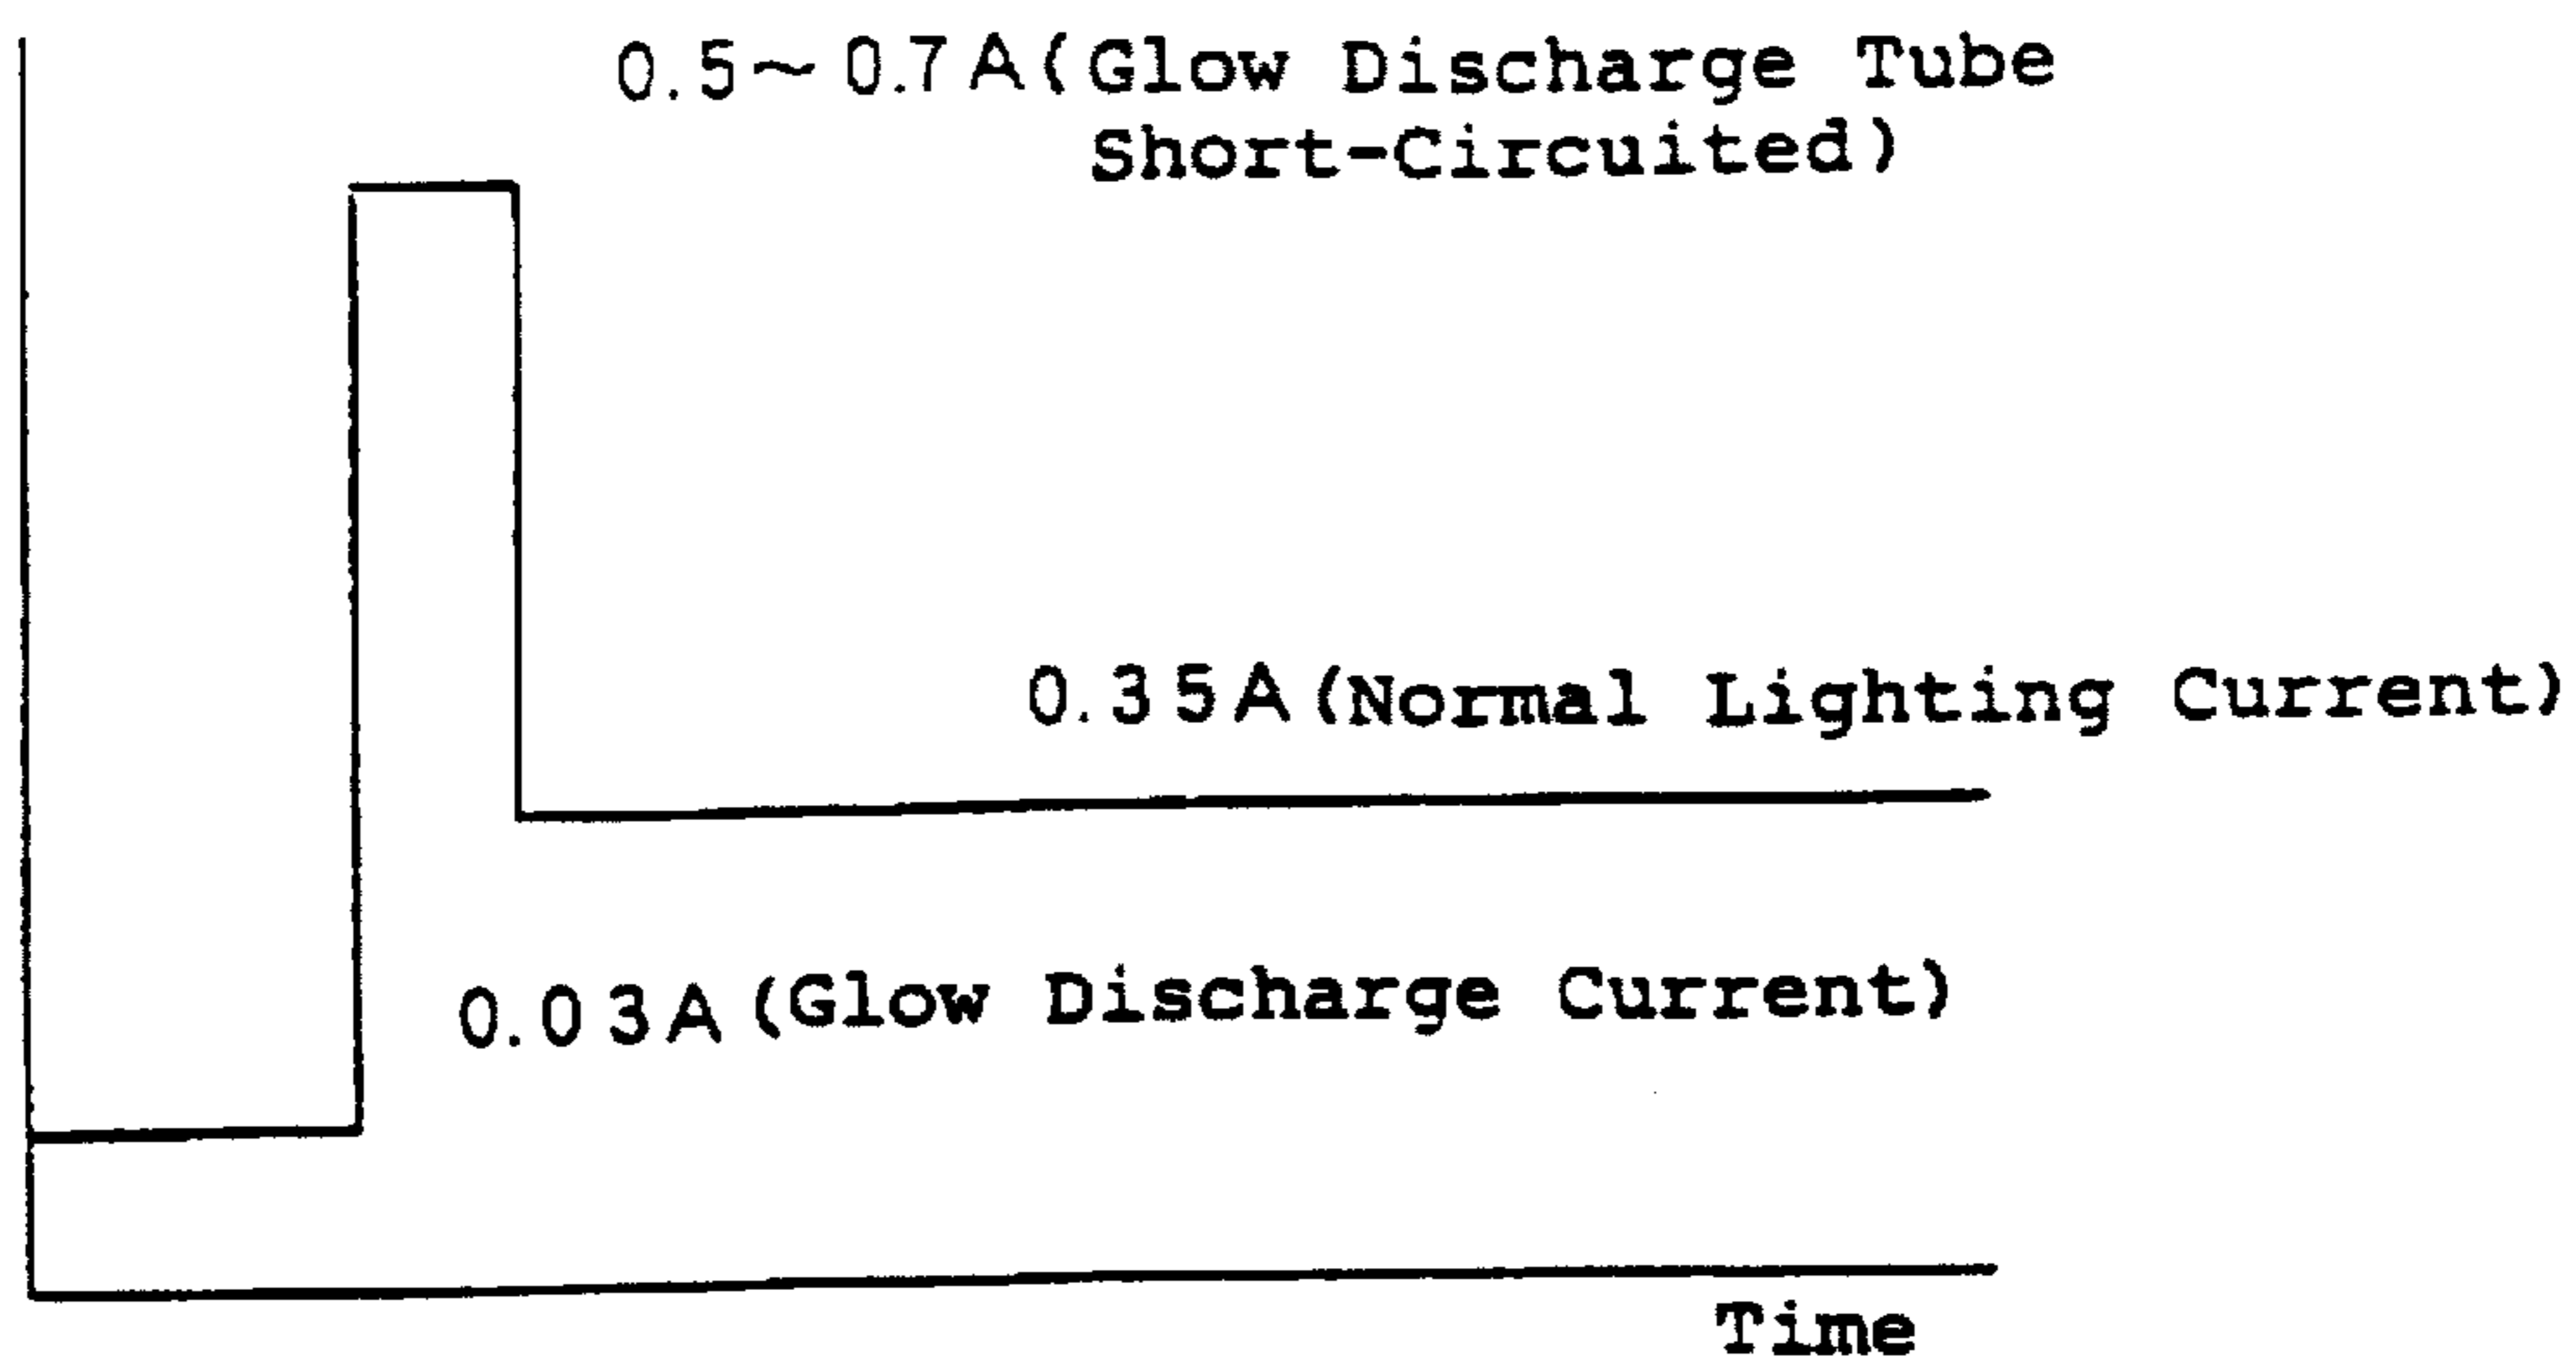 0.5~0.7A(Glow Discharge Tube
Short-Circuited)
0.35A(Normal Lighting Current)
0.03A(Glow Discharge Current)
Time